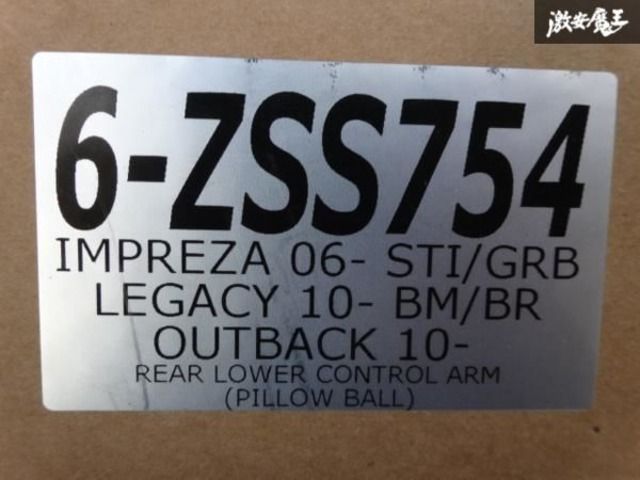 激安魔王
6-ZSS754
IMPREZA 06- STI/GRB
LEGACY 10- BM/BR
OUTBACK 10-
REAR LOWER CONTROL ARM
(PILLOW BALL)